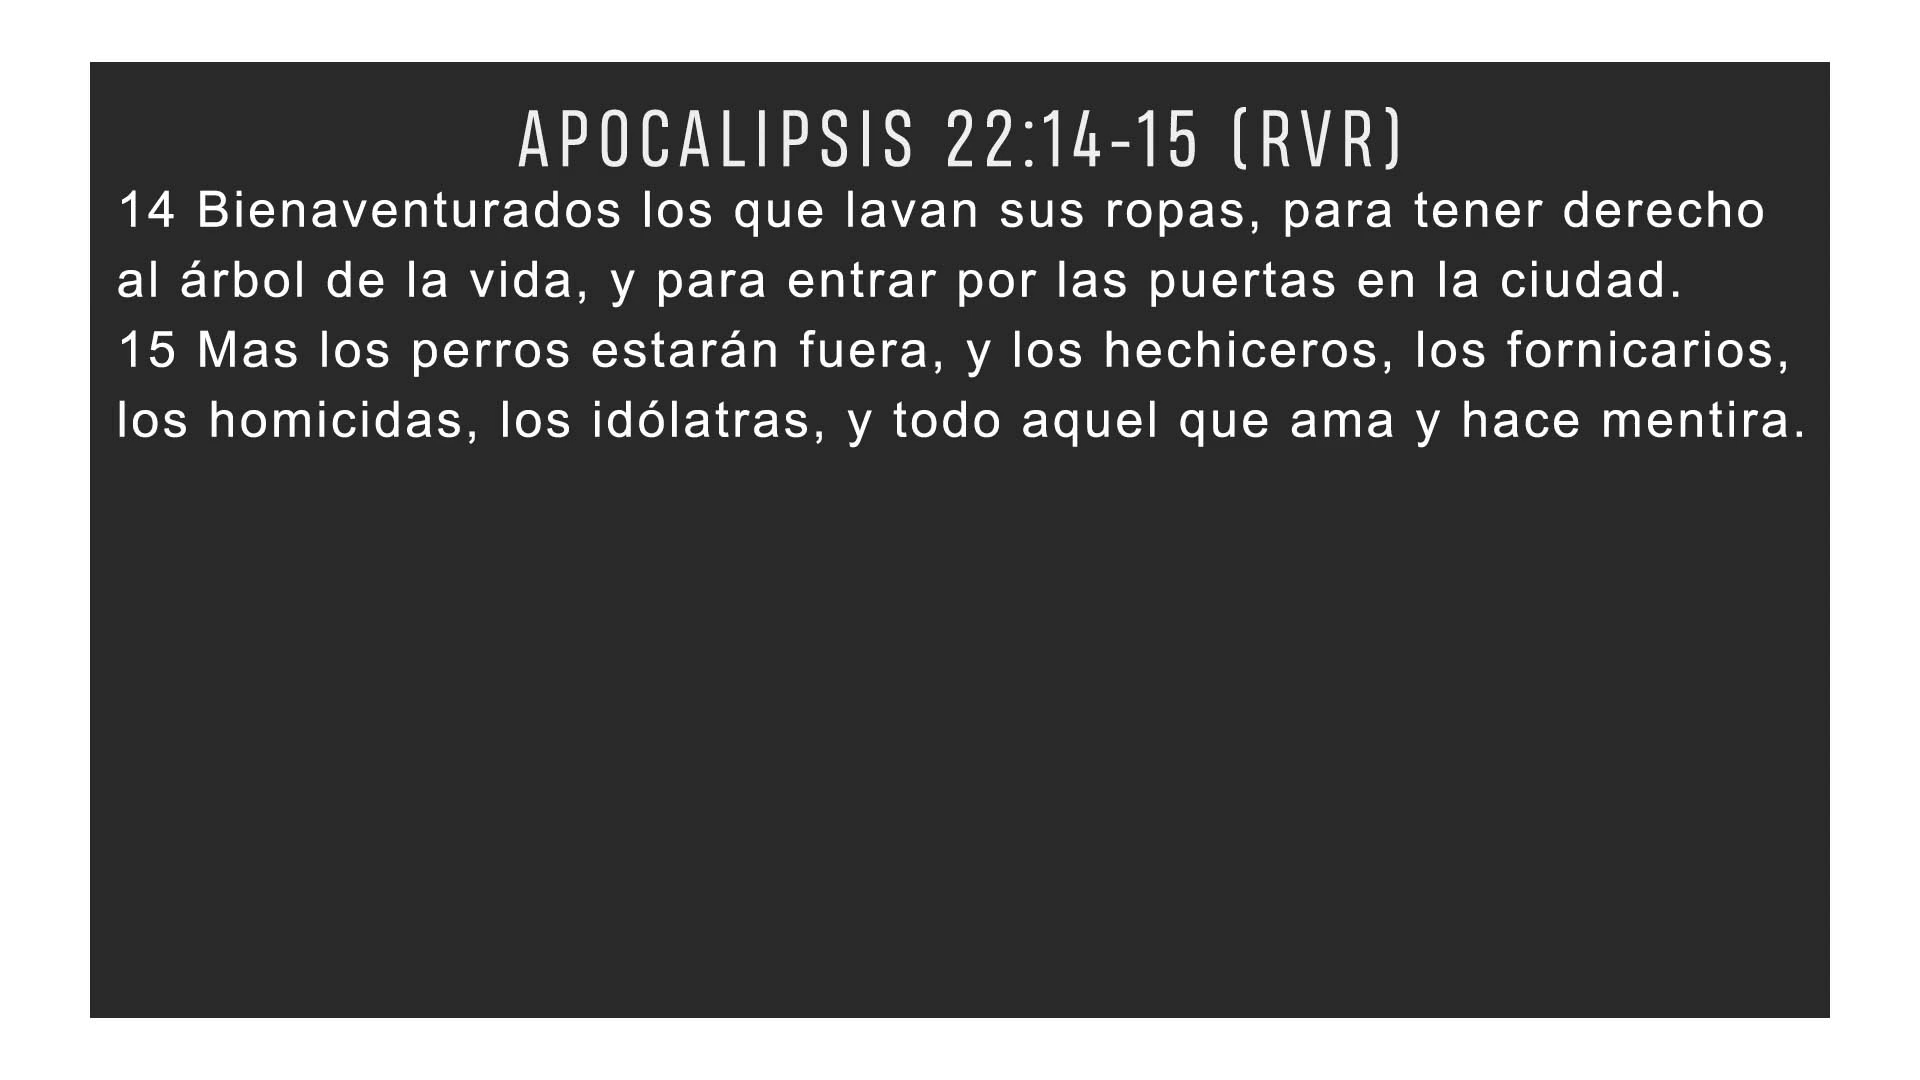 APOCALIPSIS 22:14-15 (RVR)
14 Bienaventurados los que lavan sus ropas, para tener derecho
al árbol de la vida, y para entrar por las puertas en la ciudad.
15 Mas los perros estarán fuera, y los hechiceros, los fornicarios,
los homicidas, los idólatras, y todo aquel que ama y hace mentira.